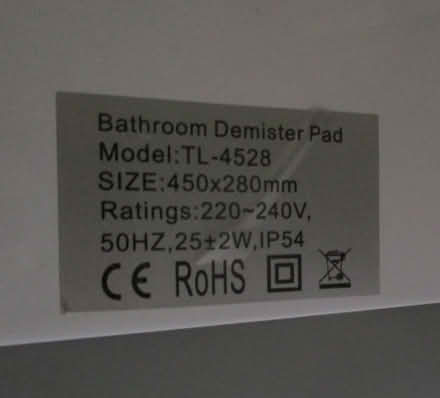 Bathroom Demister Pad
Model:TL-4528
SIZE:450x280mm
Ratings:220~240V,
50HZ,25±2W,IP54
CE RoHS